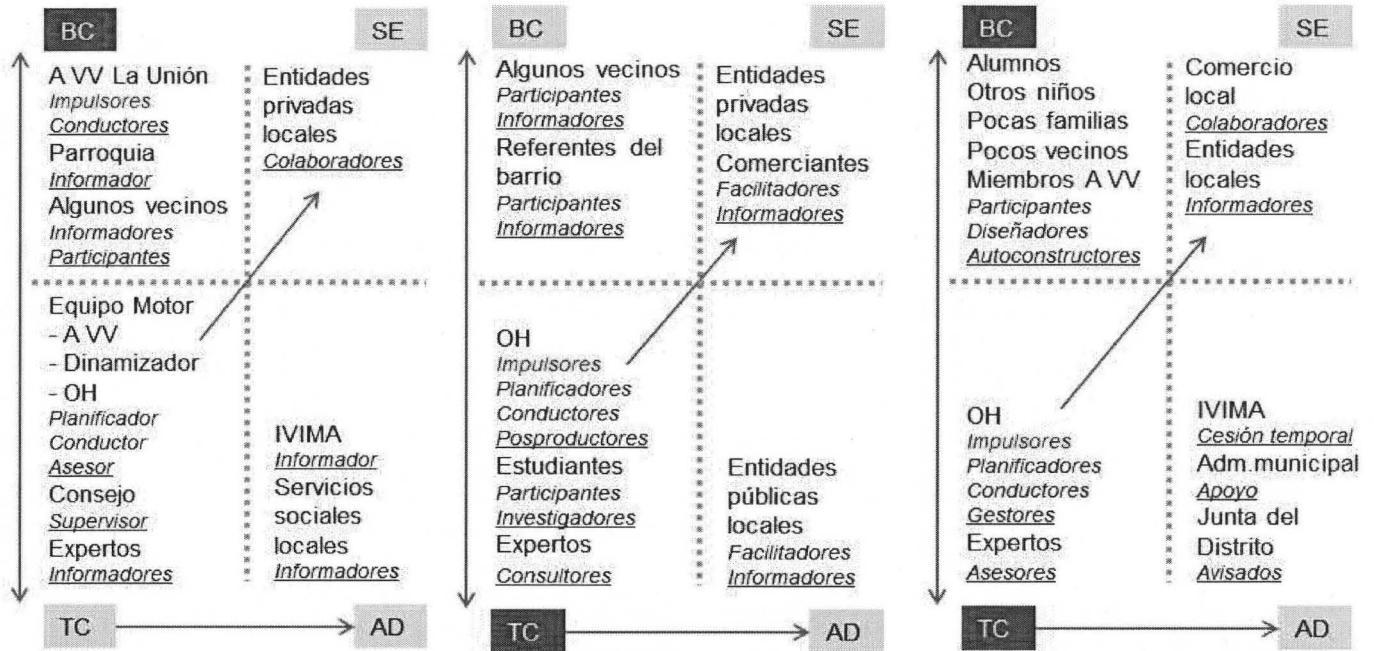 BC
SE
A VV La Unión
Impulsores
Conductores
Parroquia
Informador
Algunos vecinos
Informadores
Participantes
Entidades
privadas
locales
Colaboradores
Equipo Motor
- A VV
- Dinamizador
- OH
Planificador
Conductor
Asesor
Consejo
Supervisor
Expertos
Informadores
IVIMA
Informador
Servicios
sociales
locales
Informadores
TC
AD
BC
SE
Algunos vecinos
Participantes
Informadores
Referentes del
barrio
Participantes
Informadores
Entidades
privadas
locales
Comerciantes
Facilitadores
Informadores
OH
Impulsores
Planificadores
Conductores
Posproductores
Estudiantes
Participantes
Investigadores
Expertos
Consultores
Entidades
públicas
locales
Facilitadores
Informadores
TC
AD
BC
SE
Alumnos
Otros niños
Pocas familias
Pocos vecinos
Miembros A VV
Participantes
Diseñadores
Autoconstructores
Comercio
local
Colaboradores
Entidades
locales
Informadores
OH
Impulsores
Planificadores
Conductores
Gestores
Expertos
Asesores
IVIMA
Cesión temporal
Adm.municipal
Apoyo
Junta del
Distrito
Avisados
TC
AD